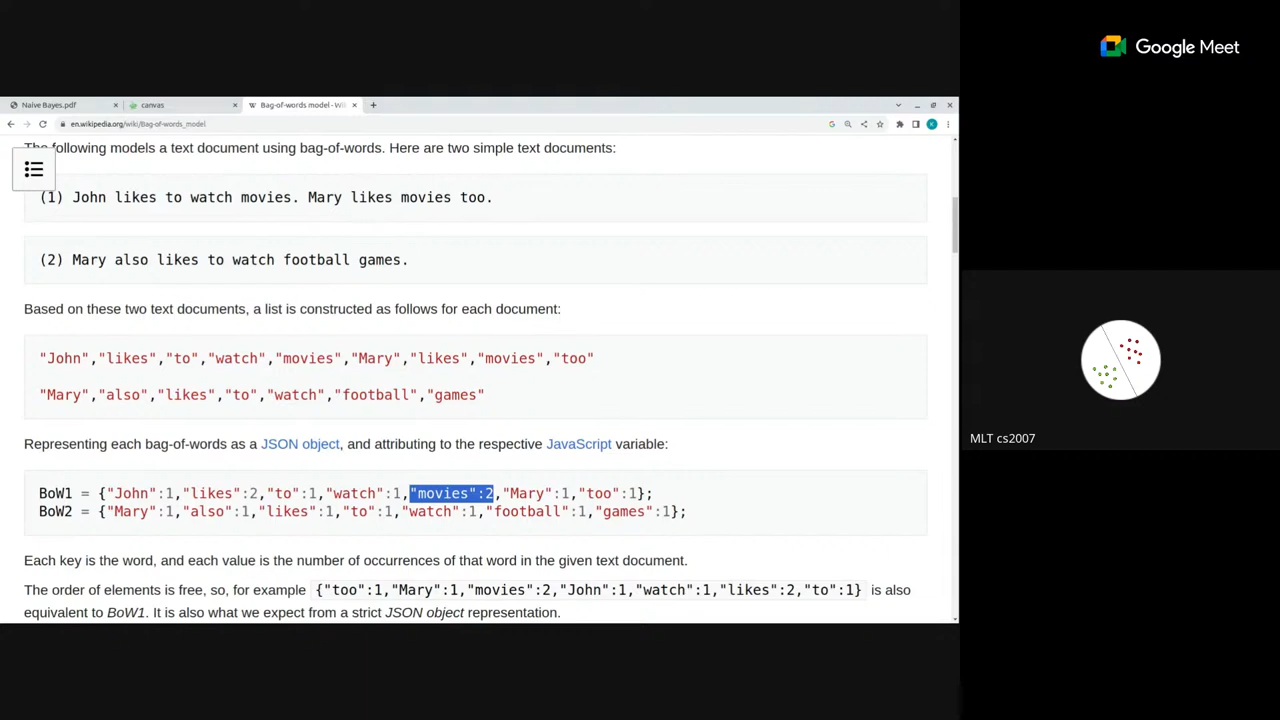 Google Meet
Naïve Bayes.pdf
canvas
Bag-of-words model - Wi
en.wikipedia.org/wiki/Bag-of-words_model
K
The following models a text document using bag-of-words. Here are two simple text documents:
(1) John likes to watch movies. Mary likes movies too.
(2) Mary also likes to watch football games.
Based on these two text documents, a list is constructed as follows for each document:
"John","likes","to","watch","movies","Mary","likes","movies","too"
"Mary","also","likes","to","watch","football","games"
Representing each bag-of-words as a JSON object, and attributing to the respective JavaScript variable:
BoW1 = {"John":1,"likes":2,"to":1,"watch":1,"movies":2,"Mary":1,"too":1};
BoW2 = {"Mary":1,"also":1,"likes":1,"to":1,"watch":1,"football":1,"games":1};
Each key is the word, and each value is the number of occurrences of that word in the given text document.
The order of elements is free, so, for example {"too":1,"Mary":1,"movies":2,"John":1,"watch":1,"likes":2,"to":1} is also
equivalent to BoW1. It is also what we expect from a strict JSON object representation.
MLT cs2007